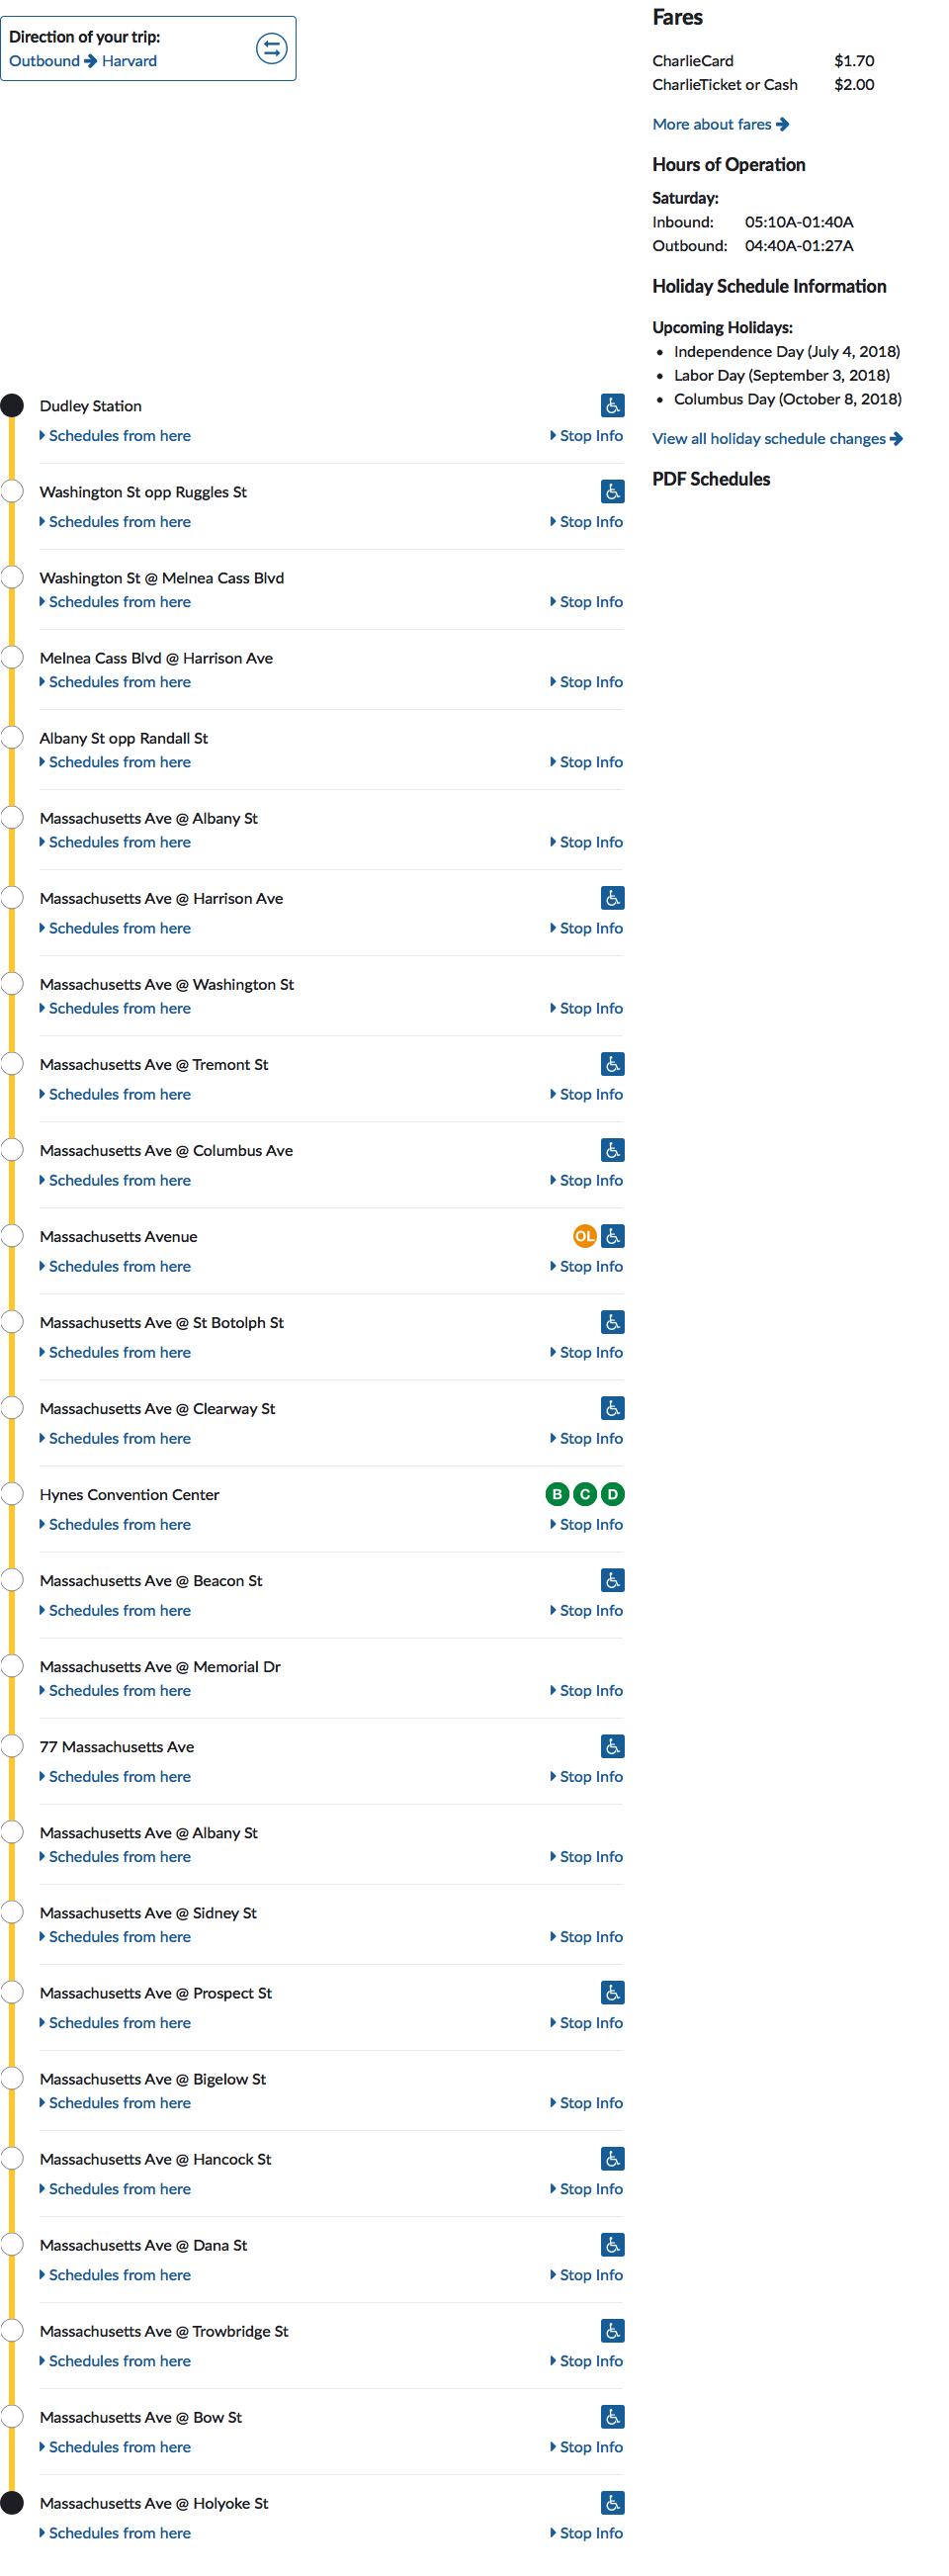 Direction of your trip:
Outbound Harvard
Dudley Station
Schedules from here Stop Info
Washington St opp Ruggles St
Schedules from here Stop Info
Washington St @ Melnea Cass Blvd
Schedules from here Stop Info
Melnea Cass Blvd @ Harrison Ave
Schedules from here Stop Info
Albany St opp Randall St
Schedules from here Stop Info
Massachusetts Ave @ Albany St
Schedules from here Stop Info
Massachusetts Ave @ Harrison Ave
Schedules from here Stop Info
Massachusetts Ave @ Washington St
Schedules from here Stop Info
Massachusetts Ave @ Tremont St
Schedules from here Stop Info
Massachusetts Ave @ Columbus Ave
Schedules from here Stop Info
Massachusetts Avenue OL
Schedules from here Stop Info
Massachusetts Ave @ St Botolph St
Schedules from here Stop Info
Massachusetts Ave @ Clearway St
Schedules from here Stop Info
Hynes Convention Center B C D
Schedules from here Stop Info
Massachusetts Ave @ Beacon St
Schedules from here Stop Info
Massachusetts Ave @ Memorial Dr
Schedules from here Stop Info
77 Massachusetts Ave
Schedules from here Stop Info
Massachusetts Ave @ Albany St
Schedules from here Stop Info
Massachusetts Ave @ Sidney St
Schedules from here Stop Info
Massachusetts Ave @ Prospect St
Schedules from here Stop Info
Massachusetts Ave @ Bigelow St
Schedules from here Stop Info
Massachusetts Ave @ Hancock St
Schedules from here Stop Info
Massachusetts Ave @ Dana St
Schedules from here Stop Info
Massachusetts Ave @ Trowbridge St
Schedules from here Stop Info
Massachusetts Ave @ Bow St
Schedules from here Stop Info
Massachusetts Ave @ Holyoke St
Schedules from here Stop Info
Fares
CharlieCard $1.70
CharlieTicket or Cash $2.00
More about fares
Hours of Operation
Saturday:
Inbound: 05:10A-01:40A
Outbound: 04:40A-01:27A
Holiday Schedule Information
Upcoming Holidays:
• Independence Day (July 4, 2018)
• Labor Day (September 3, 2018)
• Columbus Day (October 8, 2018)
View all holiday schedule changes
PDF Schedules